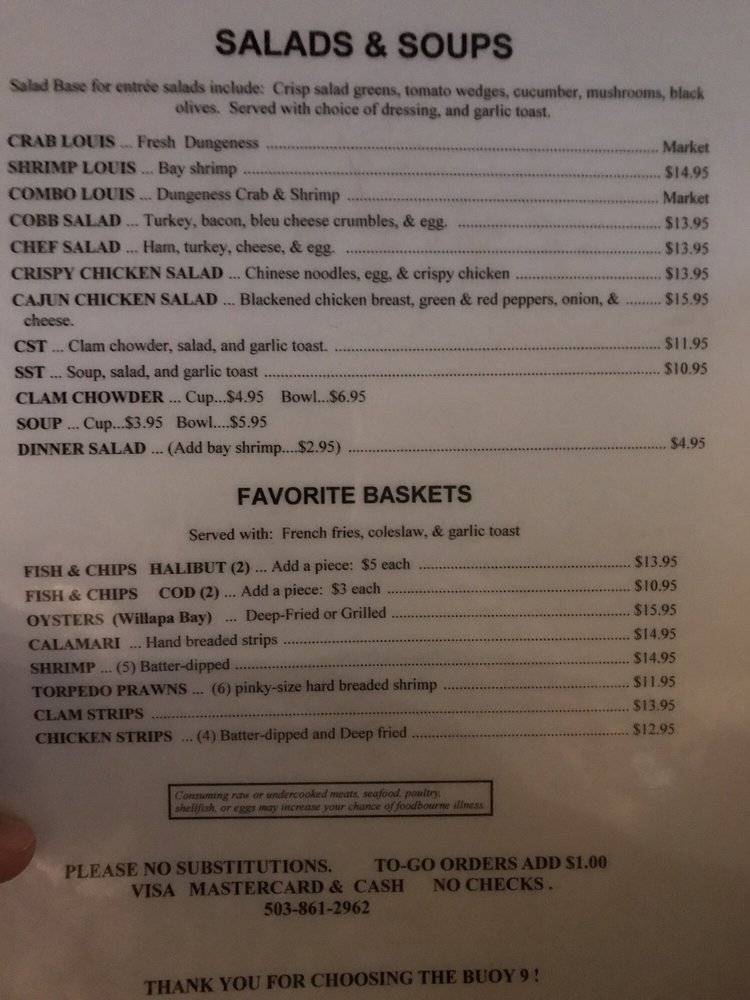 SALADS & SOUPS
Salad Base for entrée salads include: Crisp salad greens, tomato wedges, cucumber, mushrooms, black
olives. Served with choice of dressing, and garlic toast.
CRAB LOUIS ... Fresh Dungeness ........ Market
SHRIMP LOUIS ... Bay shrimp ........ $14.95
COMBO LOUIS ... Dungeness Crab & Shrimp ........ Market
COBB SALAD ... Turkey, bacon, bleu cheese crumbles, & egg. ........ $13.95
CHEF SALAD ... Ham, turkey, cheese, & egg. ........ $13.95
CRISPY CHICKEN SALAD ... Chinese noodles, egg, & crispy chicken ........ $13.95
CAJUN CHICKEN SALAD ... Blackened chicken breast, green & red peppers, onion, & ........ $15.95
cheese.
CST ... Clam chowder, salad, and garlic toast. ........ $11.95
SST ... Soup, salad, and garlic toast ........ $10.95
CLAM CHOWDER ... Cup...$4.95 Bowl...$6.95
SOUP ... Cup...$3.95 Bowl....$5.95
DINNER SALAD ... (Add bay shrimp....$2.95) ........ $4.95
FAVORITE BASKETS
Served with: French fries, coleslaw, & garlic toast
FISH & CHIPS HALIBUT (2) ... Add a piece: $5 each ........ $13.95
FISH & CHIPS COD (2) ... Add a piece: $3 each ........ $10.95
OYSTERS (Willapa Bay) ... Deep-Fried or Grilled ........ $15.95
CALAMARI ... Hand breaded strips ........ $14.95
SHRIMP ... (5) Batter-dipped ........ $14.95
TORPEDO PRAWNS ... (6) pinky-size hard breaded shrimp ........ $11.95
CLAM STRIPS ........ $13.95
CHICKEN STRIPS ... (4) Batter-dipped and Deep fried ........ $12.95
Consuming raw or undercooked meats, seafood, poultry,
shellfish, or eggs may increase your chance of foodbourne illness
PLEASE NO SUBSTITUTIONS. TO-GO ORDERS ADD $1.00
VISA MASTERCARD & CASH NO CHECKS .
503-861-2962
THANK YOU FOR CHOOSING THE BUOY 9 !